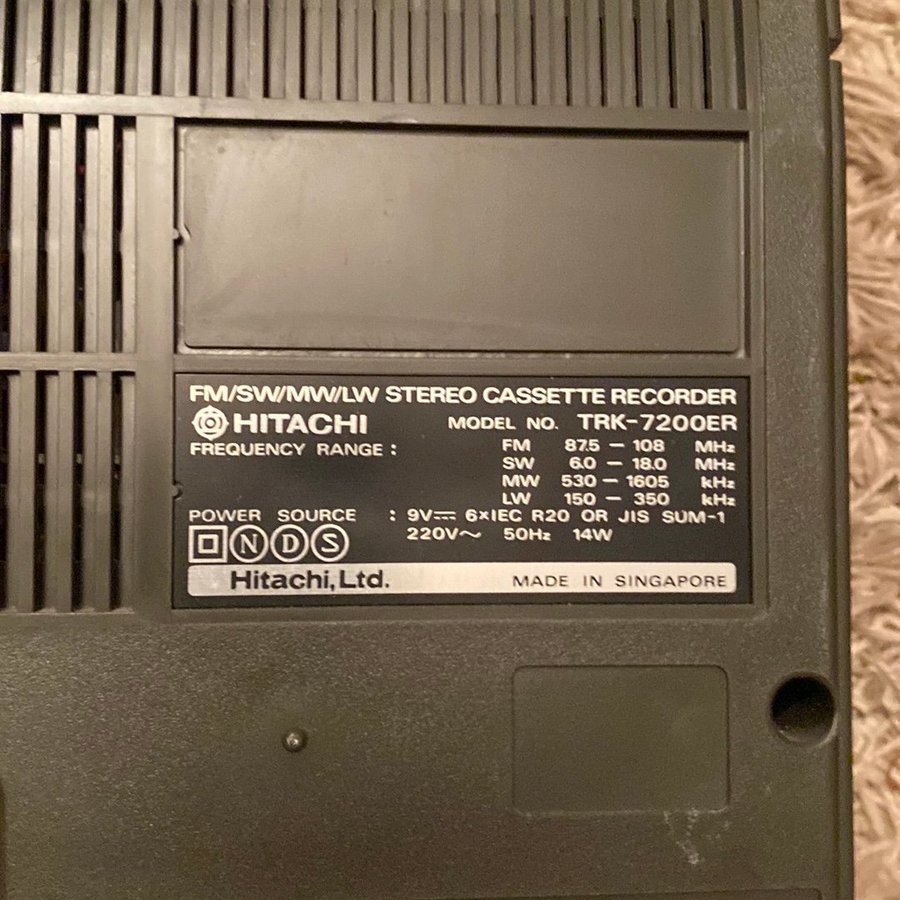 FM/SW/MW/LW STEREO CASSETTE RECORDER
HITACHI MODEL NO. TRK-7200ER
FREQUENCY RANGE : FM 87.5 – 108 MHz
SW 6.0 – 18.0 MHz
MW 530 – 1605 kHz
LW 150 – 350 kHz
POWER SOURCE : 9V⎓ 6×IEC R20 OR JIS SUM-1
220V～ 50Hz 14W
N D S
Hitachi, Ltd. MADE IN SINGAPORE